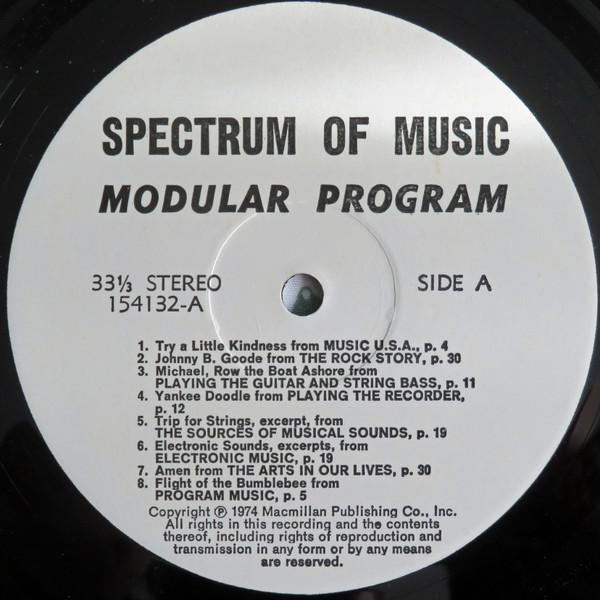 SPECTRUM OF MUSIC
MODULAR PROGRAM
33⅓ STEREO
154132-A
SIDE A
1. Try a Little Kindness from MUSIC U.S.A., p. 4
2. Johnny B. Goode from THE ROCK STORY, p. 30
3. Michael, Row the Boat Ashore from
PLAYING THE GUITAR AND STRING BASS, p. 11
4. Yankee Doodle from PLAYING THE RECORDER,
p. 12
5. Trip for Strings, excerpt, from
THE SOURCES OF MUSICAL SOUNDS, p. 19
6. Electronic Sounds, excerpts, from
ELECTRONIC MUSIC, p. 19
7. Amen from THE ARTS IN OUR LIVES, p. 30
8. Flight of the Bumblebee from
PROGRAM MUSIC, p. 5
Copyright ℗ 1974 Macmillan Publishing Co., Inc.
All rights in this recording and the contents
thereof, including rights of reproduction and
transmission in any form or by any means
are reserved.